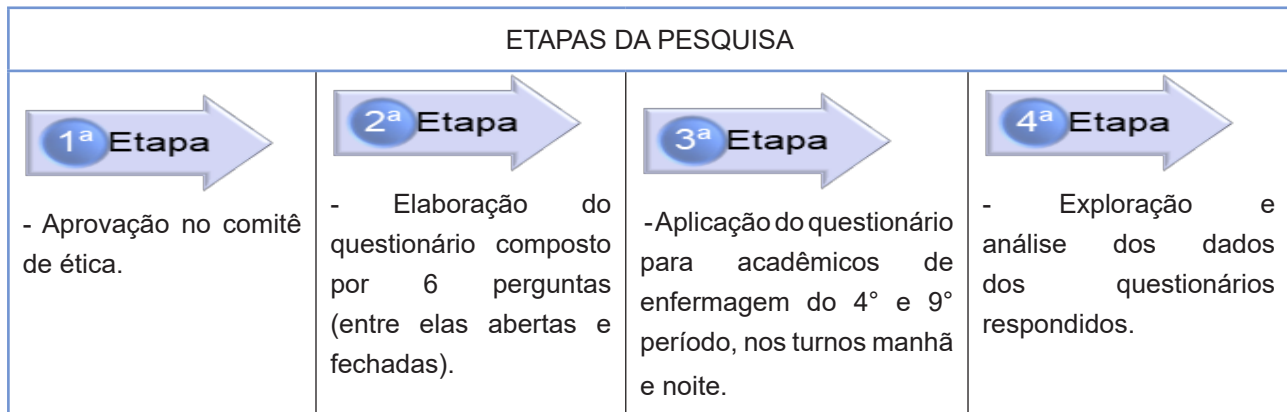 ETAPAS DA PESQUISA
1ª Etapa
- Aprovação no comitê
de ética.
2ª Etapa
- Elaboração do
questionário composto
por 6 perguntas
(entre elas abertas e
fechadas).
3ª Etapa
-Aplicação do questionário
para acadêmicos de
enfermagem do 4° e 9°
período, nos turnos manhã
e noite.
4ª Etapa
- Exploração e
análise dos dados
dos questionários
respondidos.